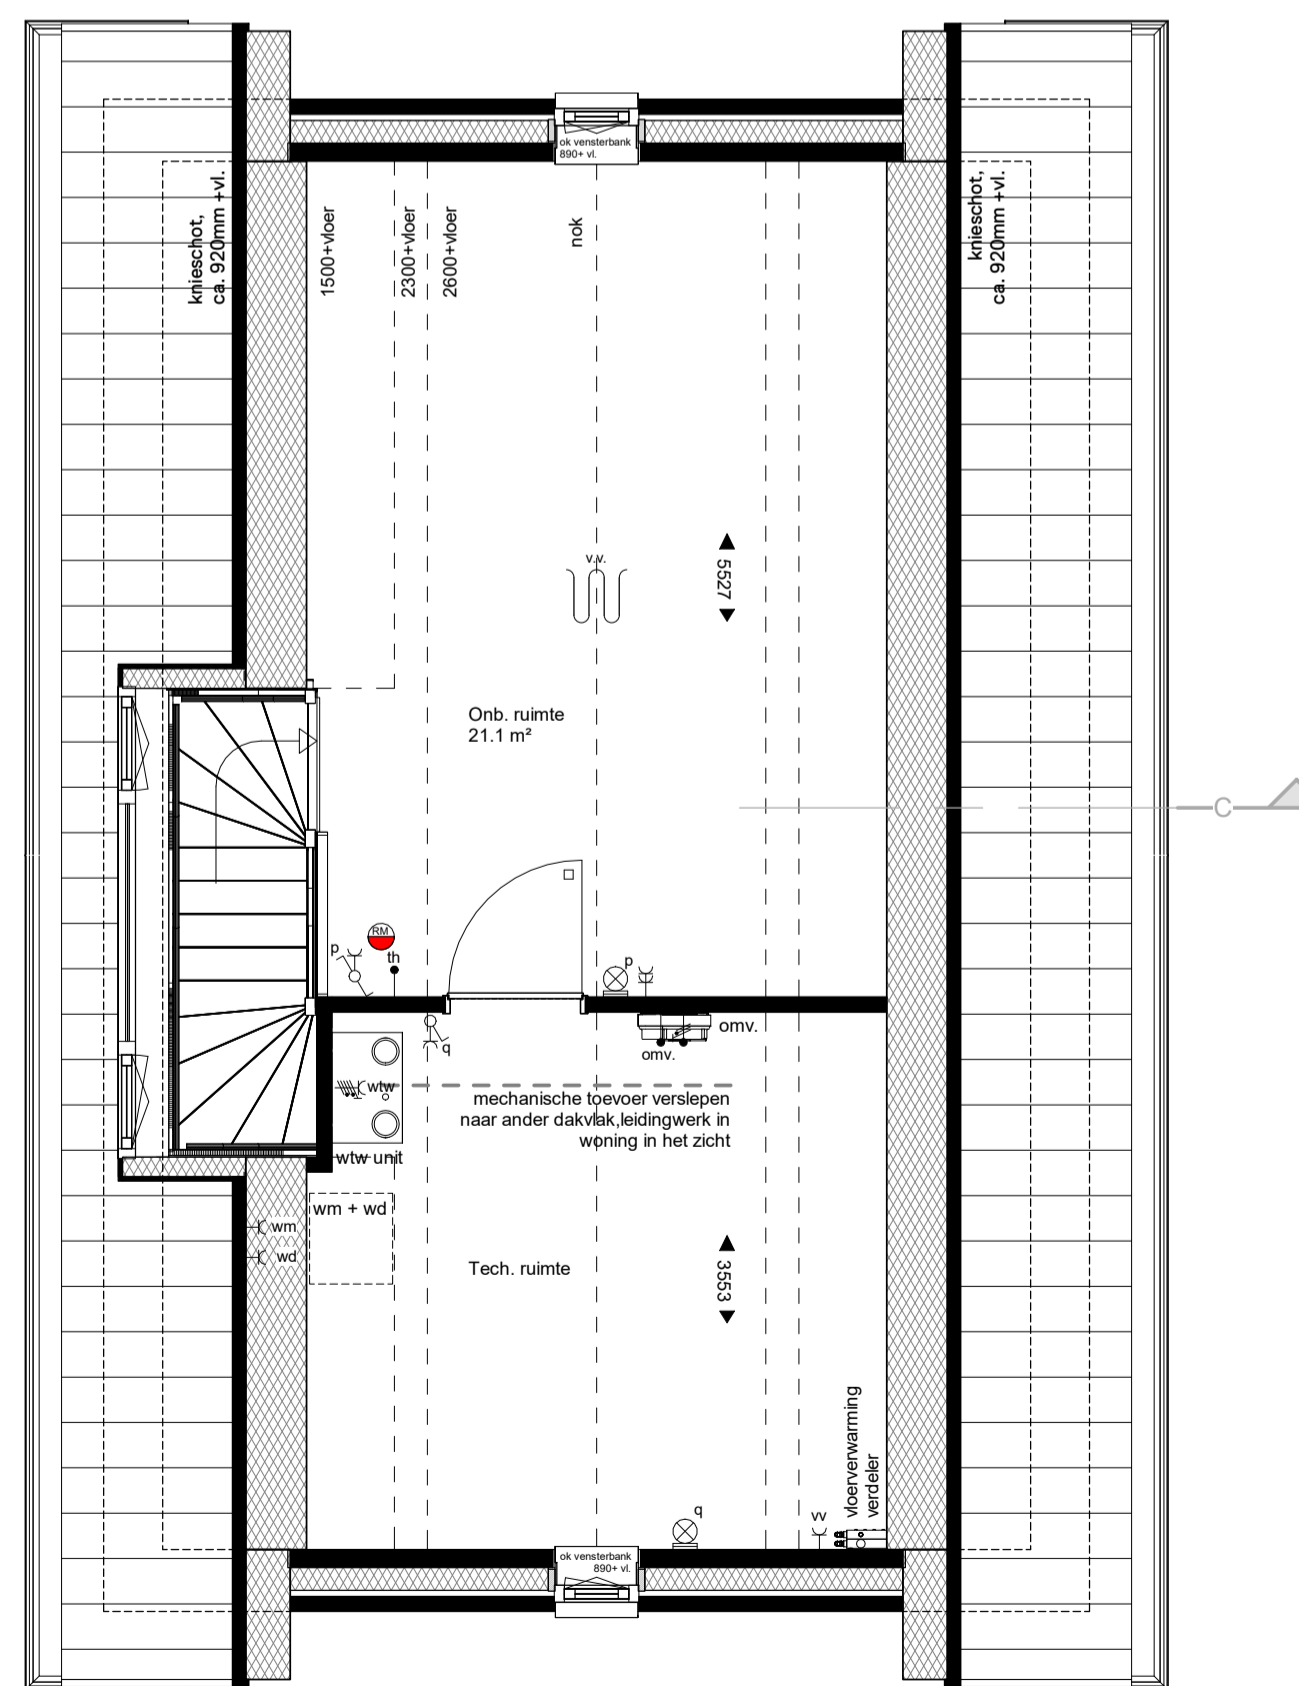 ok vensterbank
890+ vl.
knieschot,
ca. 920mm +vl.
1500+vloer
2300+vloer
2600+vloer
nok
knieschot,
ca. 920mm +vl.
v.v.
5527
Onb. ruimte
21.1 m²
C
RM
p
th
p
q
omv.
omv.
wtw
mechanische toevoer verslepen
naar ander dakvlak,leidingwerk in
woning in het zicht
wtw unit
wm + wd
wm
wd
Tech. ruimte
3553
vloerverwarming
verdeler
q
vv
ok vensterbank
890+ vl.